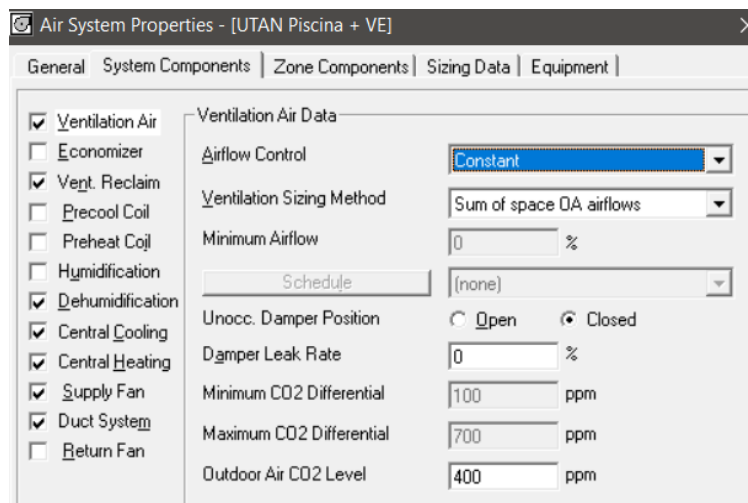 Air System Properties - [UTAN Piscina + VE]
General System Components Zone Components Sizing Data Equipment
Ventilation Air
Economizer
Vent. Reclaim
Precool Coil
Preheat Coil
Humidification
Dehumidification
Central Cooling
Central Heating
Supply Fan
Duct System
Return Fan
Ventilation Air Data
Airflow Control Constant
Ventilation Sizing Method Sum of space OA airflows
Minimum Airflow 0 %
Schedule (none)
Unocc. Damper Position Open Closed
Damper Leak Rate 0 %
Minimum CO2 Differential 100 ppm
Maximum CO2 Differential 700 ppm
Outdoor Air CO2 Level 400 ppm